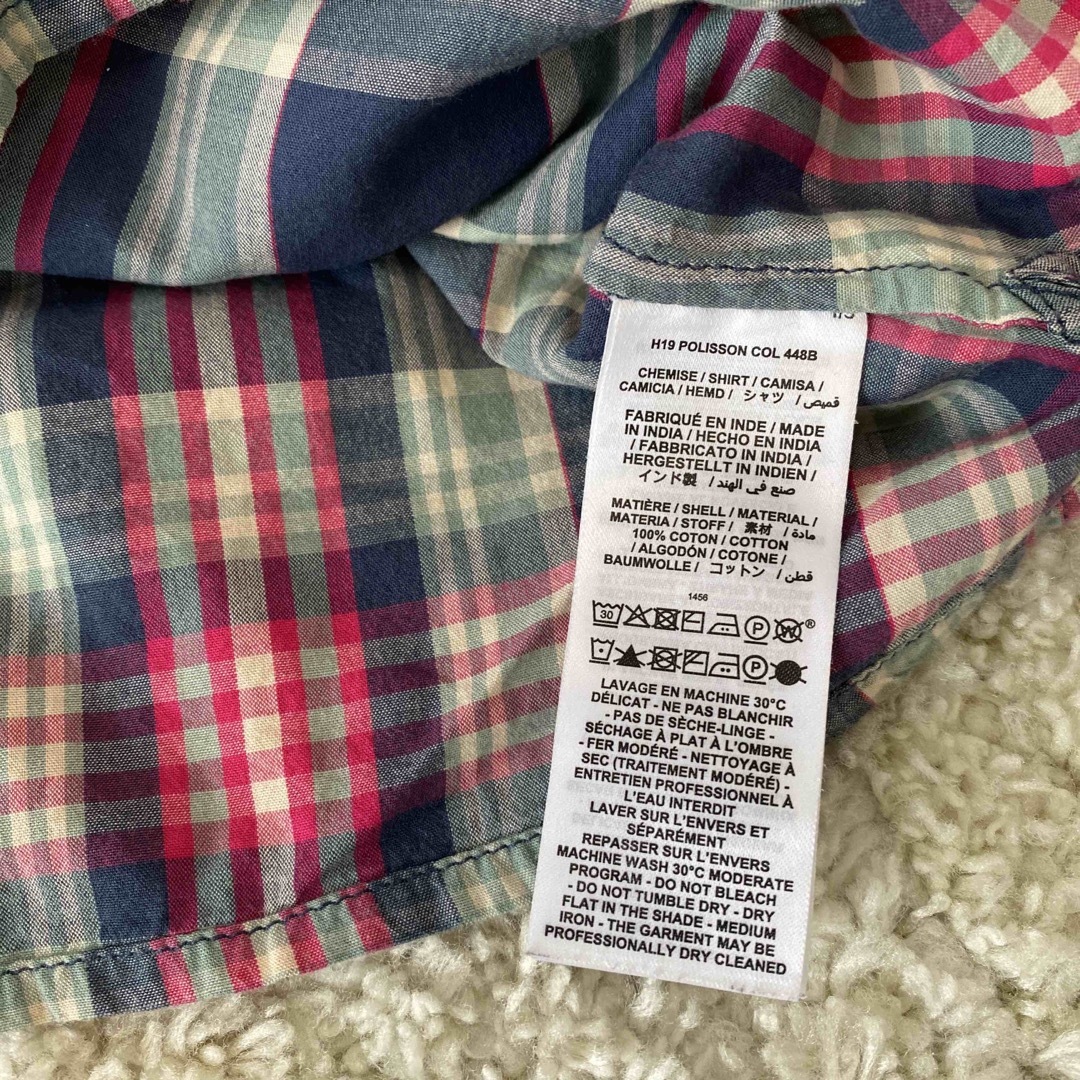 H19 POLISSON COL 448B
CHEMISE / SHIRT / CAMISA /
CAMICIA / HEMD / シャツ / قميص
FABRIQUÉ EN INDE / MADE
IN INDIA / HECHO EN INDIA
/ FABBRICATO IN INDIA /
HERGESTELLT IN INDIEN /
インド製 / صنع في الهند
MATIÈRE / SHELL / MATERIAL /
MATERIA / STOFF / 素材 / مادة
100% COTON / COTTON
/ ALGODÓN / COTONE /
BAUMWOLLE / コットン / قطن
1456
30 P W ®
P
LAVAGE EN MACHINE 30°C
DÉLICAT - NE PAS BLANCHIR
- PAS DE SÈCHE-LINGE -
SÉCHAGE À PLAT À L'OMBRE
- FER MODÉRÉ - NETTOYAGE À
SEC (TRAITEMENT MODÉRÉ) -
ENTRETIEN PROFESSIONNEL À
L'EAU INTERDIT
LAVER SUR L'ENVERS ET
SÉPARÉMENT
REPASSER SUR L'ENVERS
MACHINE WASH 30°C MODERATE
PROGRAM - DO NOT BLEACH
- DO NOT TUMBLE DRY - DRY
FLAT IN THE SHADE - MEDIUM
IRON - THE GARMENT MAY BE
PROFESSIONALLY DRY CLEANED